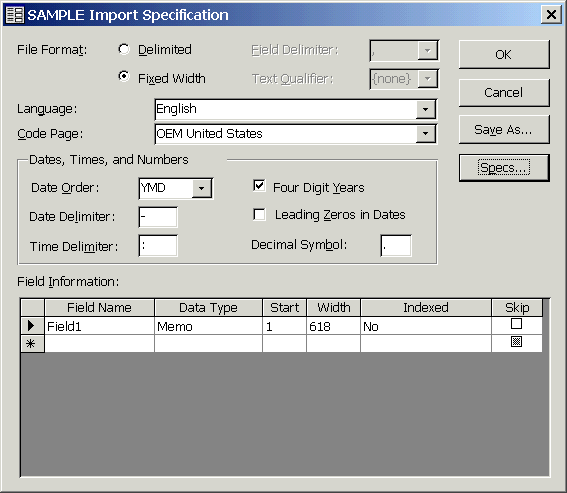 SAMPLE Import Specification
File Format: Delimited Field Delimiter: , OK
Fixed Width Text Qualifier: {none}
Cancel
Language: English
Code Page: OEM United States Save As...
Dates, Times, and Numbers Specs...
Date Order: YMD Four Digit Years
Date Delimiter: - Leading Zeros in Dates
Time Delimiter: : Decimal Symbol: .
Field Information:
Field Name Data Type Start Width Indexed Skip
Field1 Memo 1 618 No